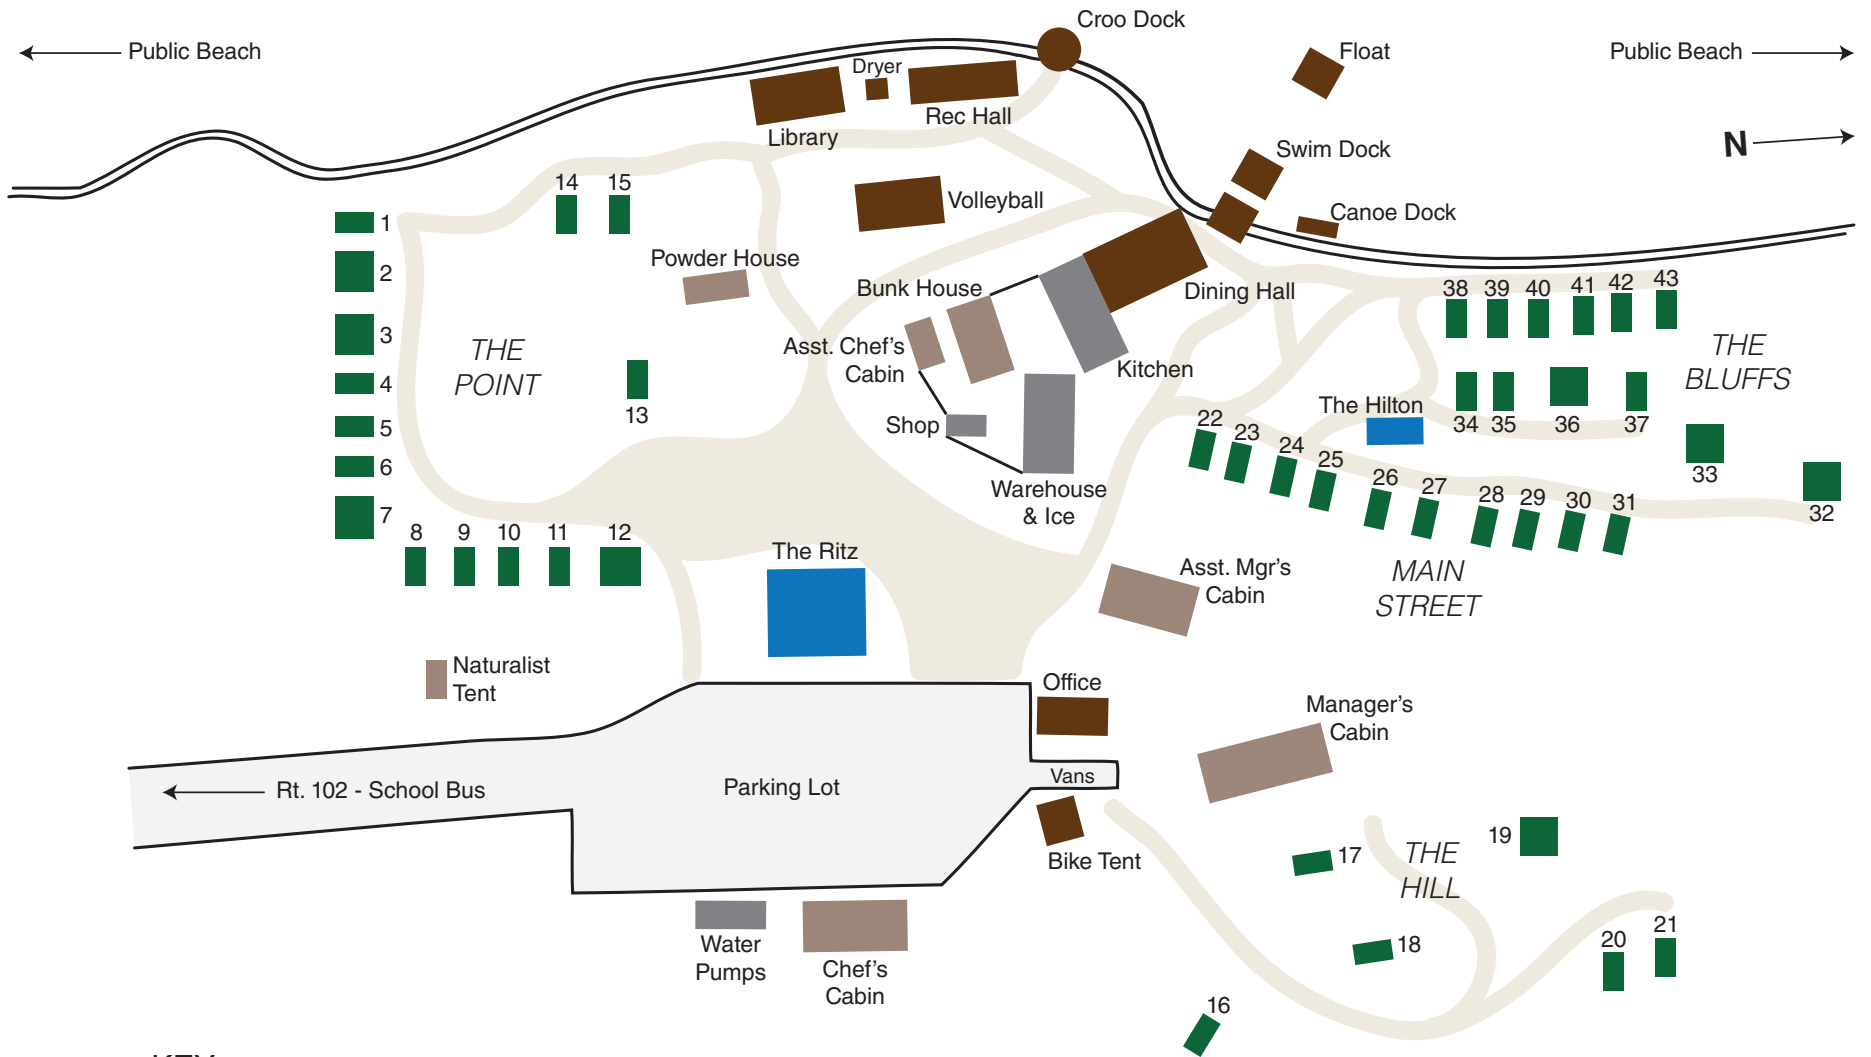 Croo Dock
Public Beach
Float
Public Beach
Dryer
Rec Hall
Library
N
Swim Dock
14
15
Volleyball
Canoe Dock
1
2
Powder House
Bunk House
Dining Hall
38
39
40
41
42
43
3
THE
POINT
Asst. Chef's
Cabin
Kitchen
THE
BLUFFS
4
13
The Hilton
5
Shop
22
23
24
25
34
35
36
37
6
26
27
28
29
30
31
33
7
Warehouse
& Ice
32
8
9
10
11
12
The Ritz
Asst. Mgr's
Cabin
MAIN
STREET
Naturalist
Tent
Office
Manager's
Cabin
Rt. 102 - School Bus
Parking Lot
Vans
Bike Tent
17
THE
HILL
19
18
20
21
Water
Pumps
Chef's
Cabin
16
KEY